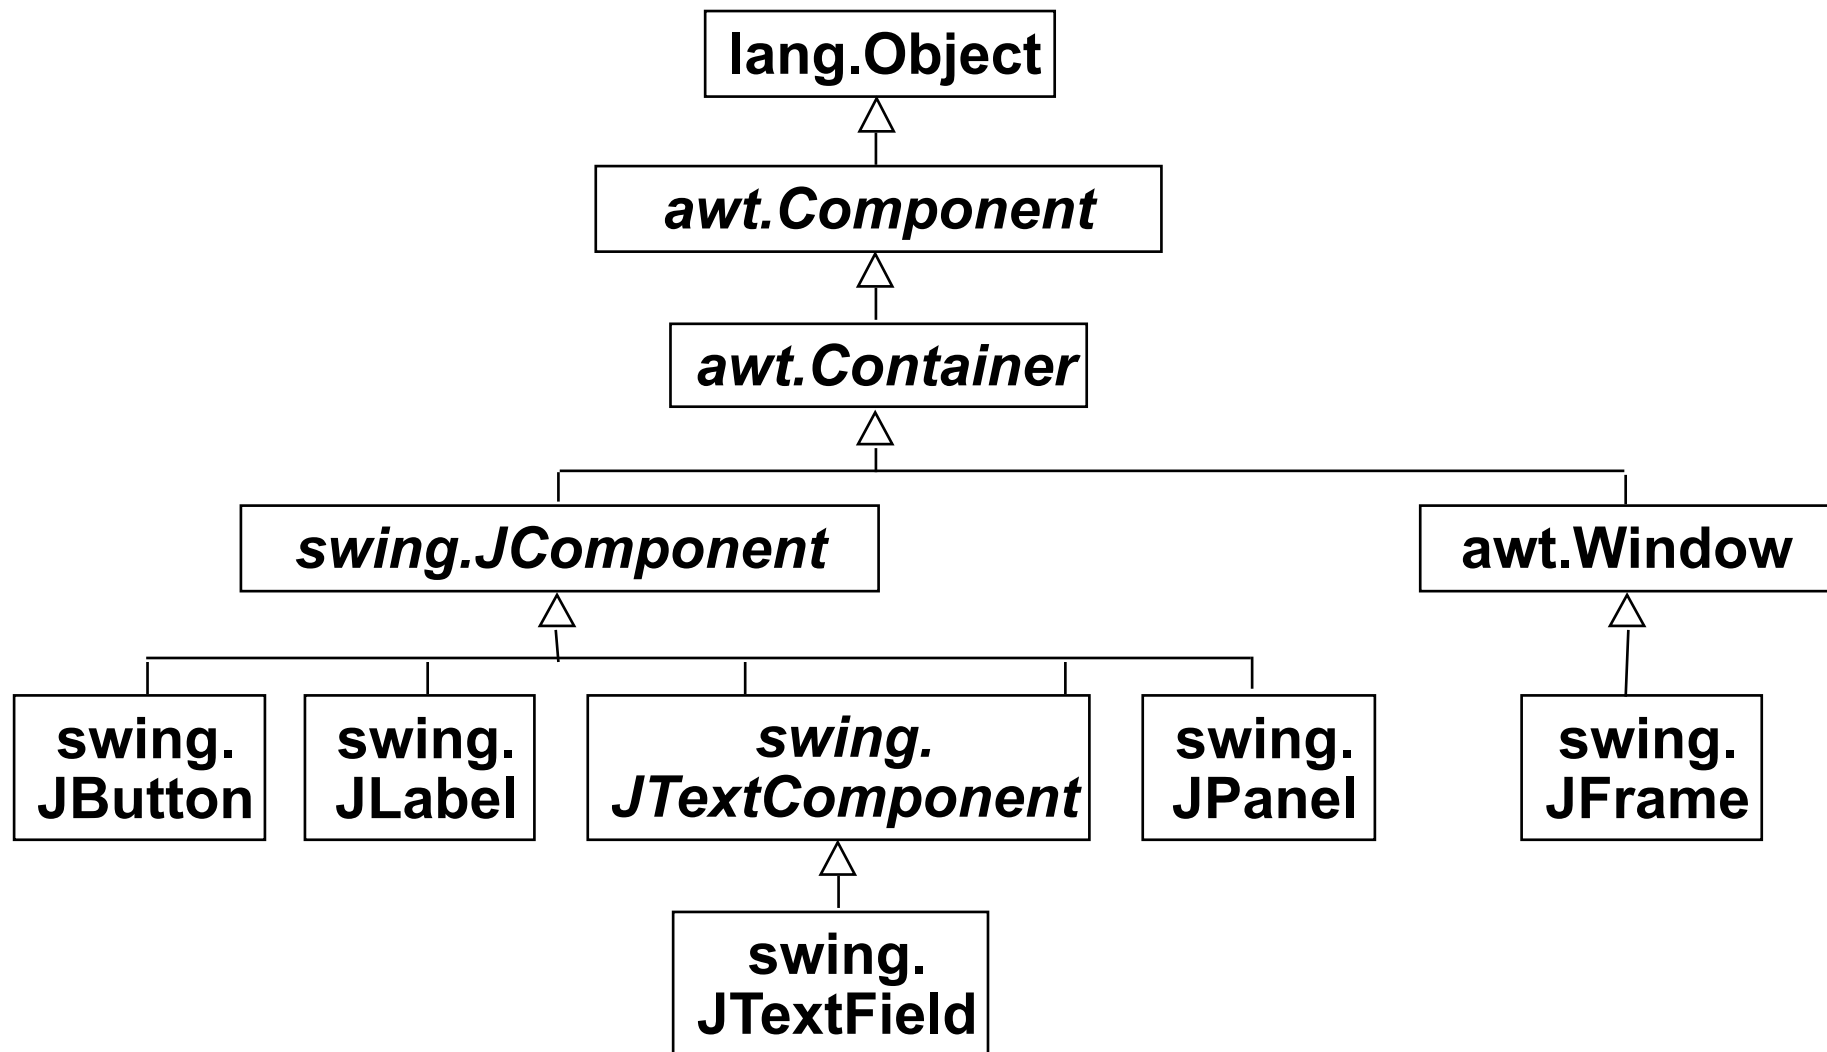 lang.Object
awt.Component
awt.Container
swing.JComponent
awt.Window
swing.
JButton
swing.
JLabel
swing.
JTextComponent
swing.
JPanel
swing.
JFrame
swing.
JTextField